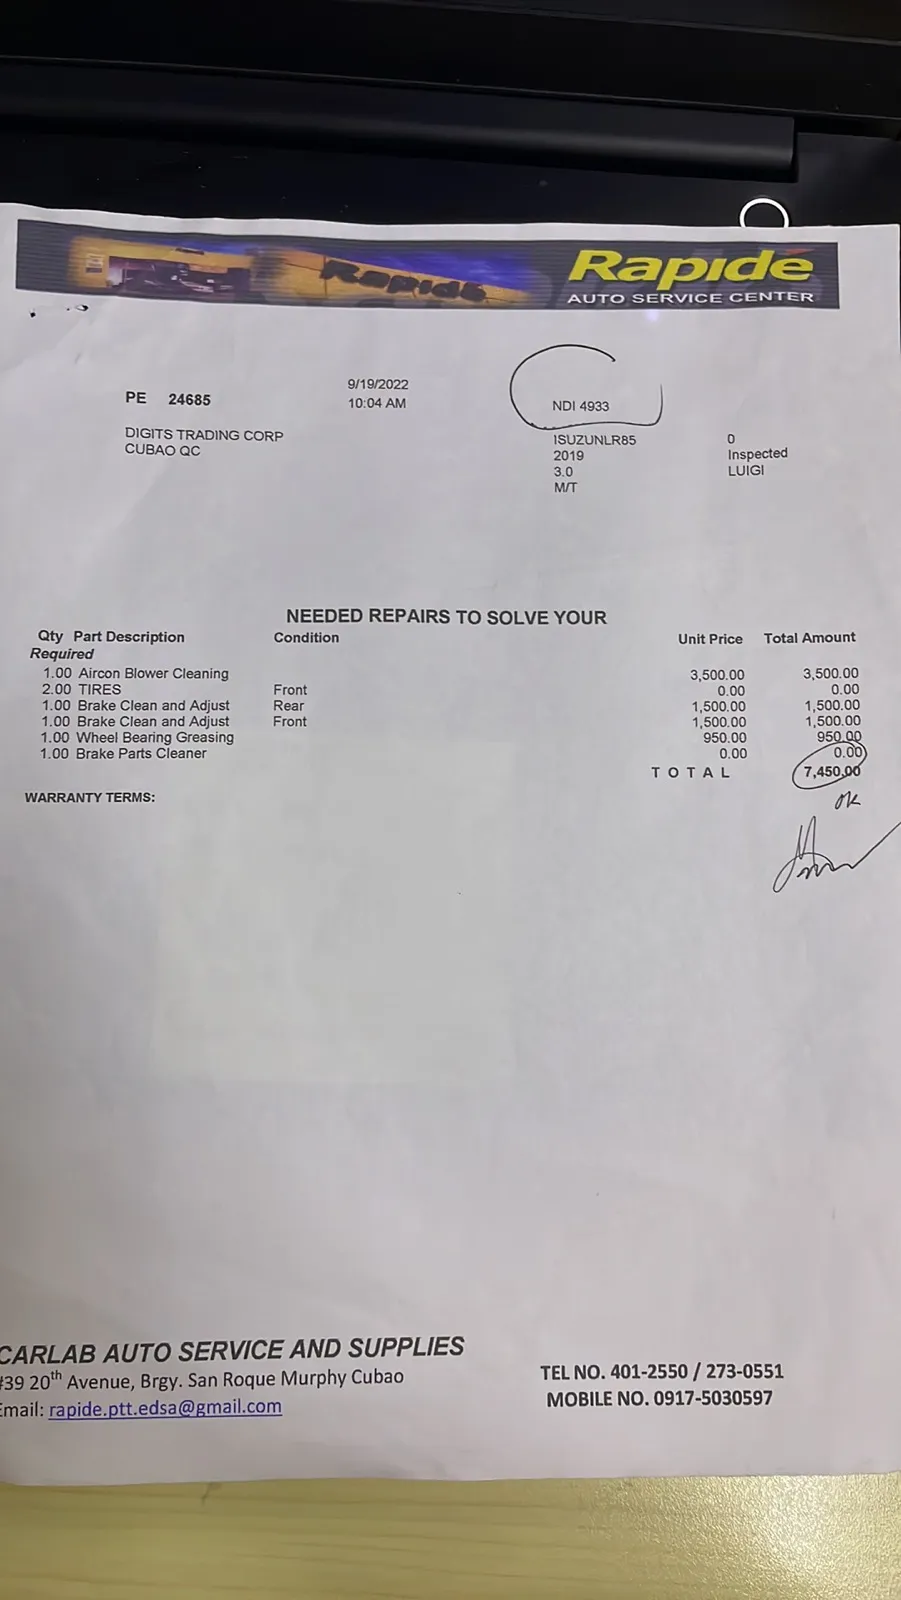 Rapidé
Rapidé
AUTO SERVICE CENTER
PE 24685
9/19/2022
10:04 AM
NDI 4933
DIGITS TRADING CORP
CUBAO QC
ISUZUNLR85
2019
3.0
M/T
0
Inspected
LUIGI
NEEDED REPAIRS TO SOLVE YOUR
Qty Part Description Condition Unit Price Total Amount
Required
1.00 Aircon Blower Cleaning 3,500.00 3,500.00
2.00 TIRES Front 0.00 0.00
1.00 Brake Clean and Adjust Rear 1,500.00 1,500.00
1.00 Brake Clean and Adjust Front 1,500.00 1,500.00
1.00 Wheel Bearing Greasing 950.00 950.00
1.00 Brake Parts Cleaner 0.00 0.00
TOTAL 7,450.00
OK
WARRANTY TERMS:
CARLAB AUTO SERVICE AND SUPPLIES
#39 20th Avenue, Brgy. San Roque Murphy Cubao
Email: rapide.ptt.edsa@gmail.com
TEL NO. 401-2550 / 273-0551
MOBILE NO. 0917-5030597